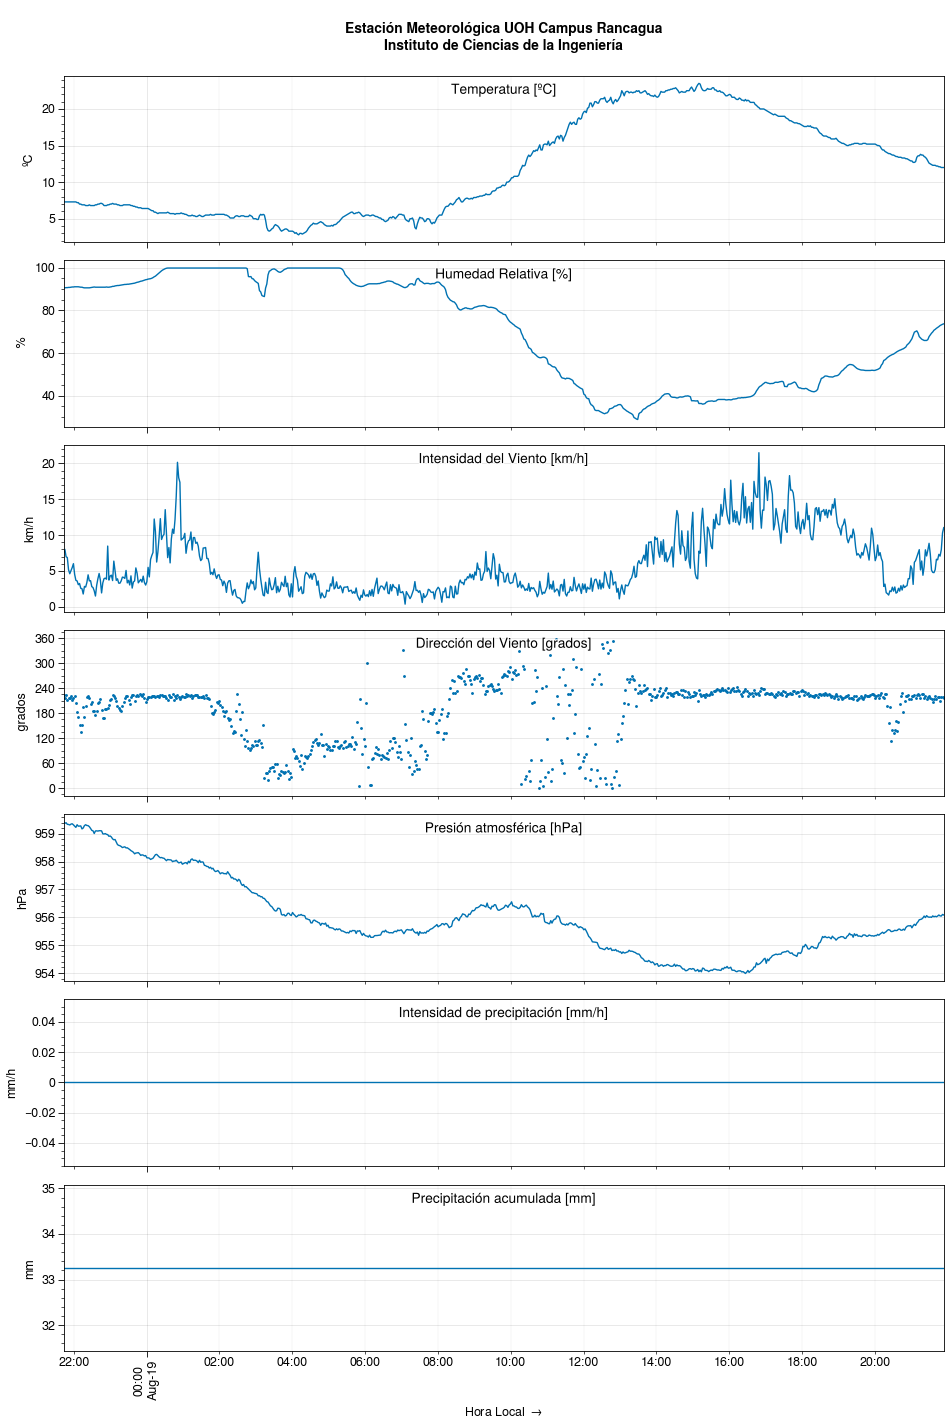 Estación Meteorológica UOH Campus Rancagua
Instituto de Ciencias de la Ingeniería
Temperatura [ºC]
20
15
10
5
ºC
Humedad Relativa [%]
100
80
60
40
%
Intensidad del Viento [km/h]
20
15
10
5
0
km/h
Dirección del Viento [grados]
360
300
240
180
120
60
0
grados
Presión atmosférica [hPa]
959
958
957
956
955
954
hPa
Intensidad de precipitación [mm/h]
0.04
0.02
0
−0.02
−0.04
mm/h
Precipitación acumulada [mm]
35
34
33
32
mm
22:00
00:00
Aug-19
02:00
04:00
06:00
08:00
10:00
12:00
14:00
16:00
18:00
20:00
Hora Local →